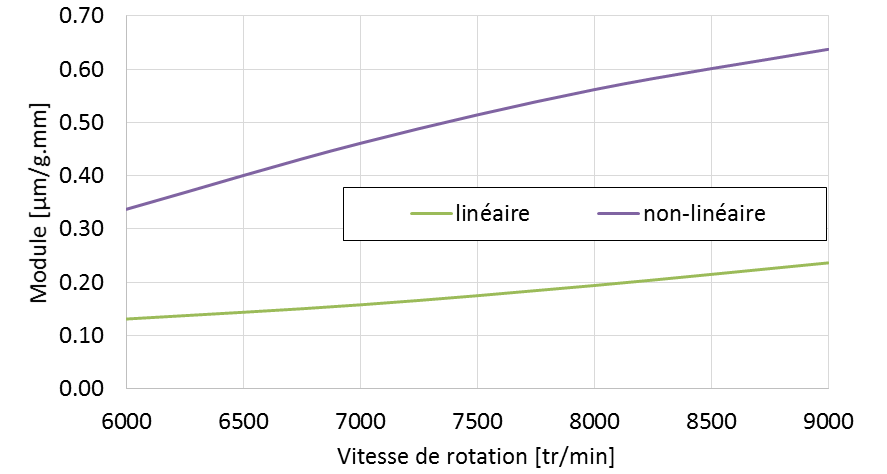 Module [µm/g.mm]
0.70
0.60
0.50
0.40
0.30
0.20
0.10
0.00
linéaire non-linéaire
6000 6500 7000 7500 8000 8500 9000
Vitesse de rotation [tr/min]